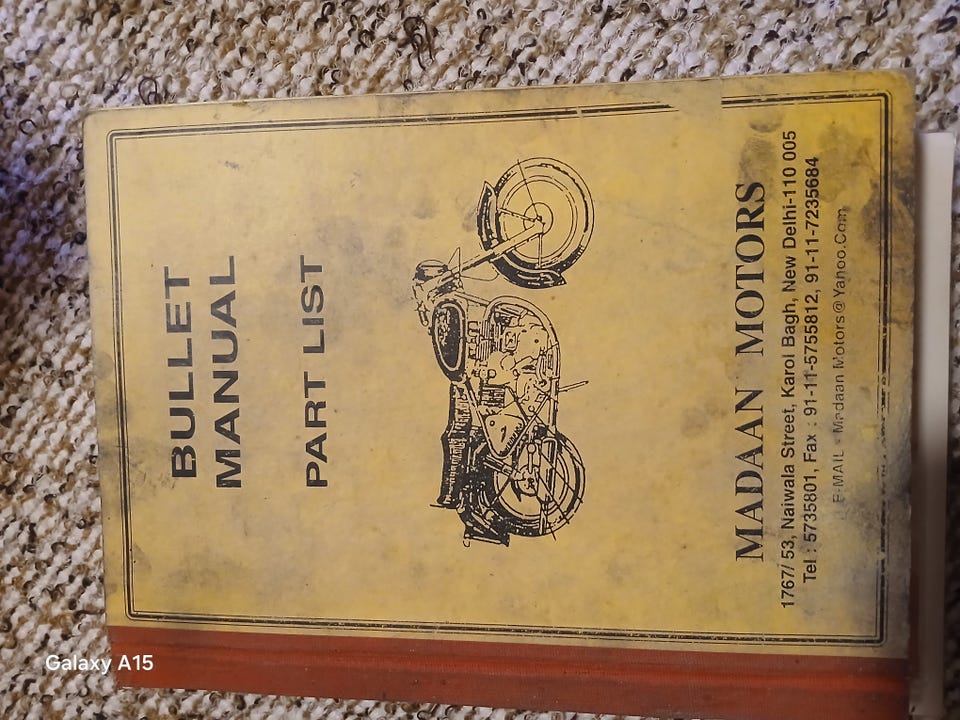 BULLET
MANUAL
PART LIST
MADAAN MOTORS
1767/ 53, Naiwala Street, Karol Bagh, New Delhi-110 005
Tel : 5735801, Fax : 91-11-5755812, 91-11-7235684
E-MAIL - Madaan Motors@Yahoo.Com
Galaxy A15